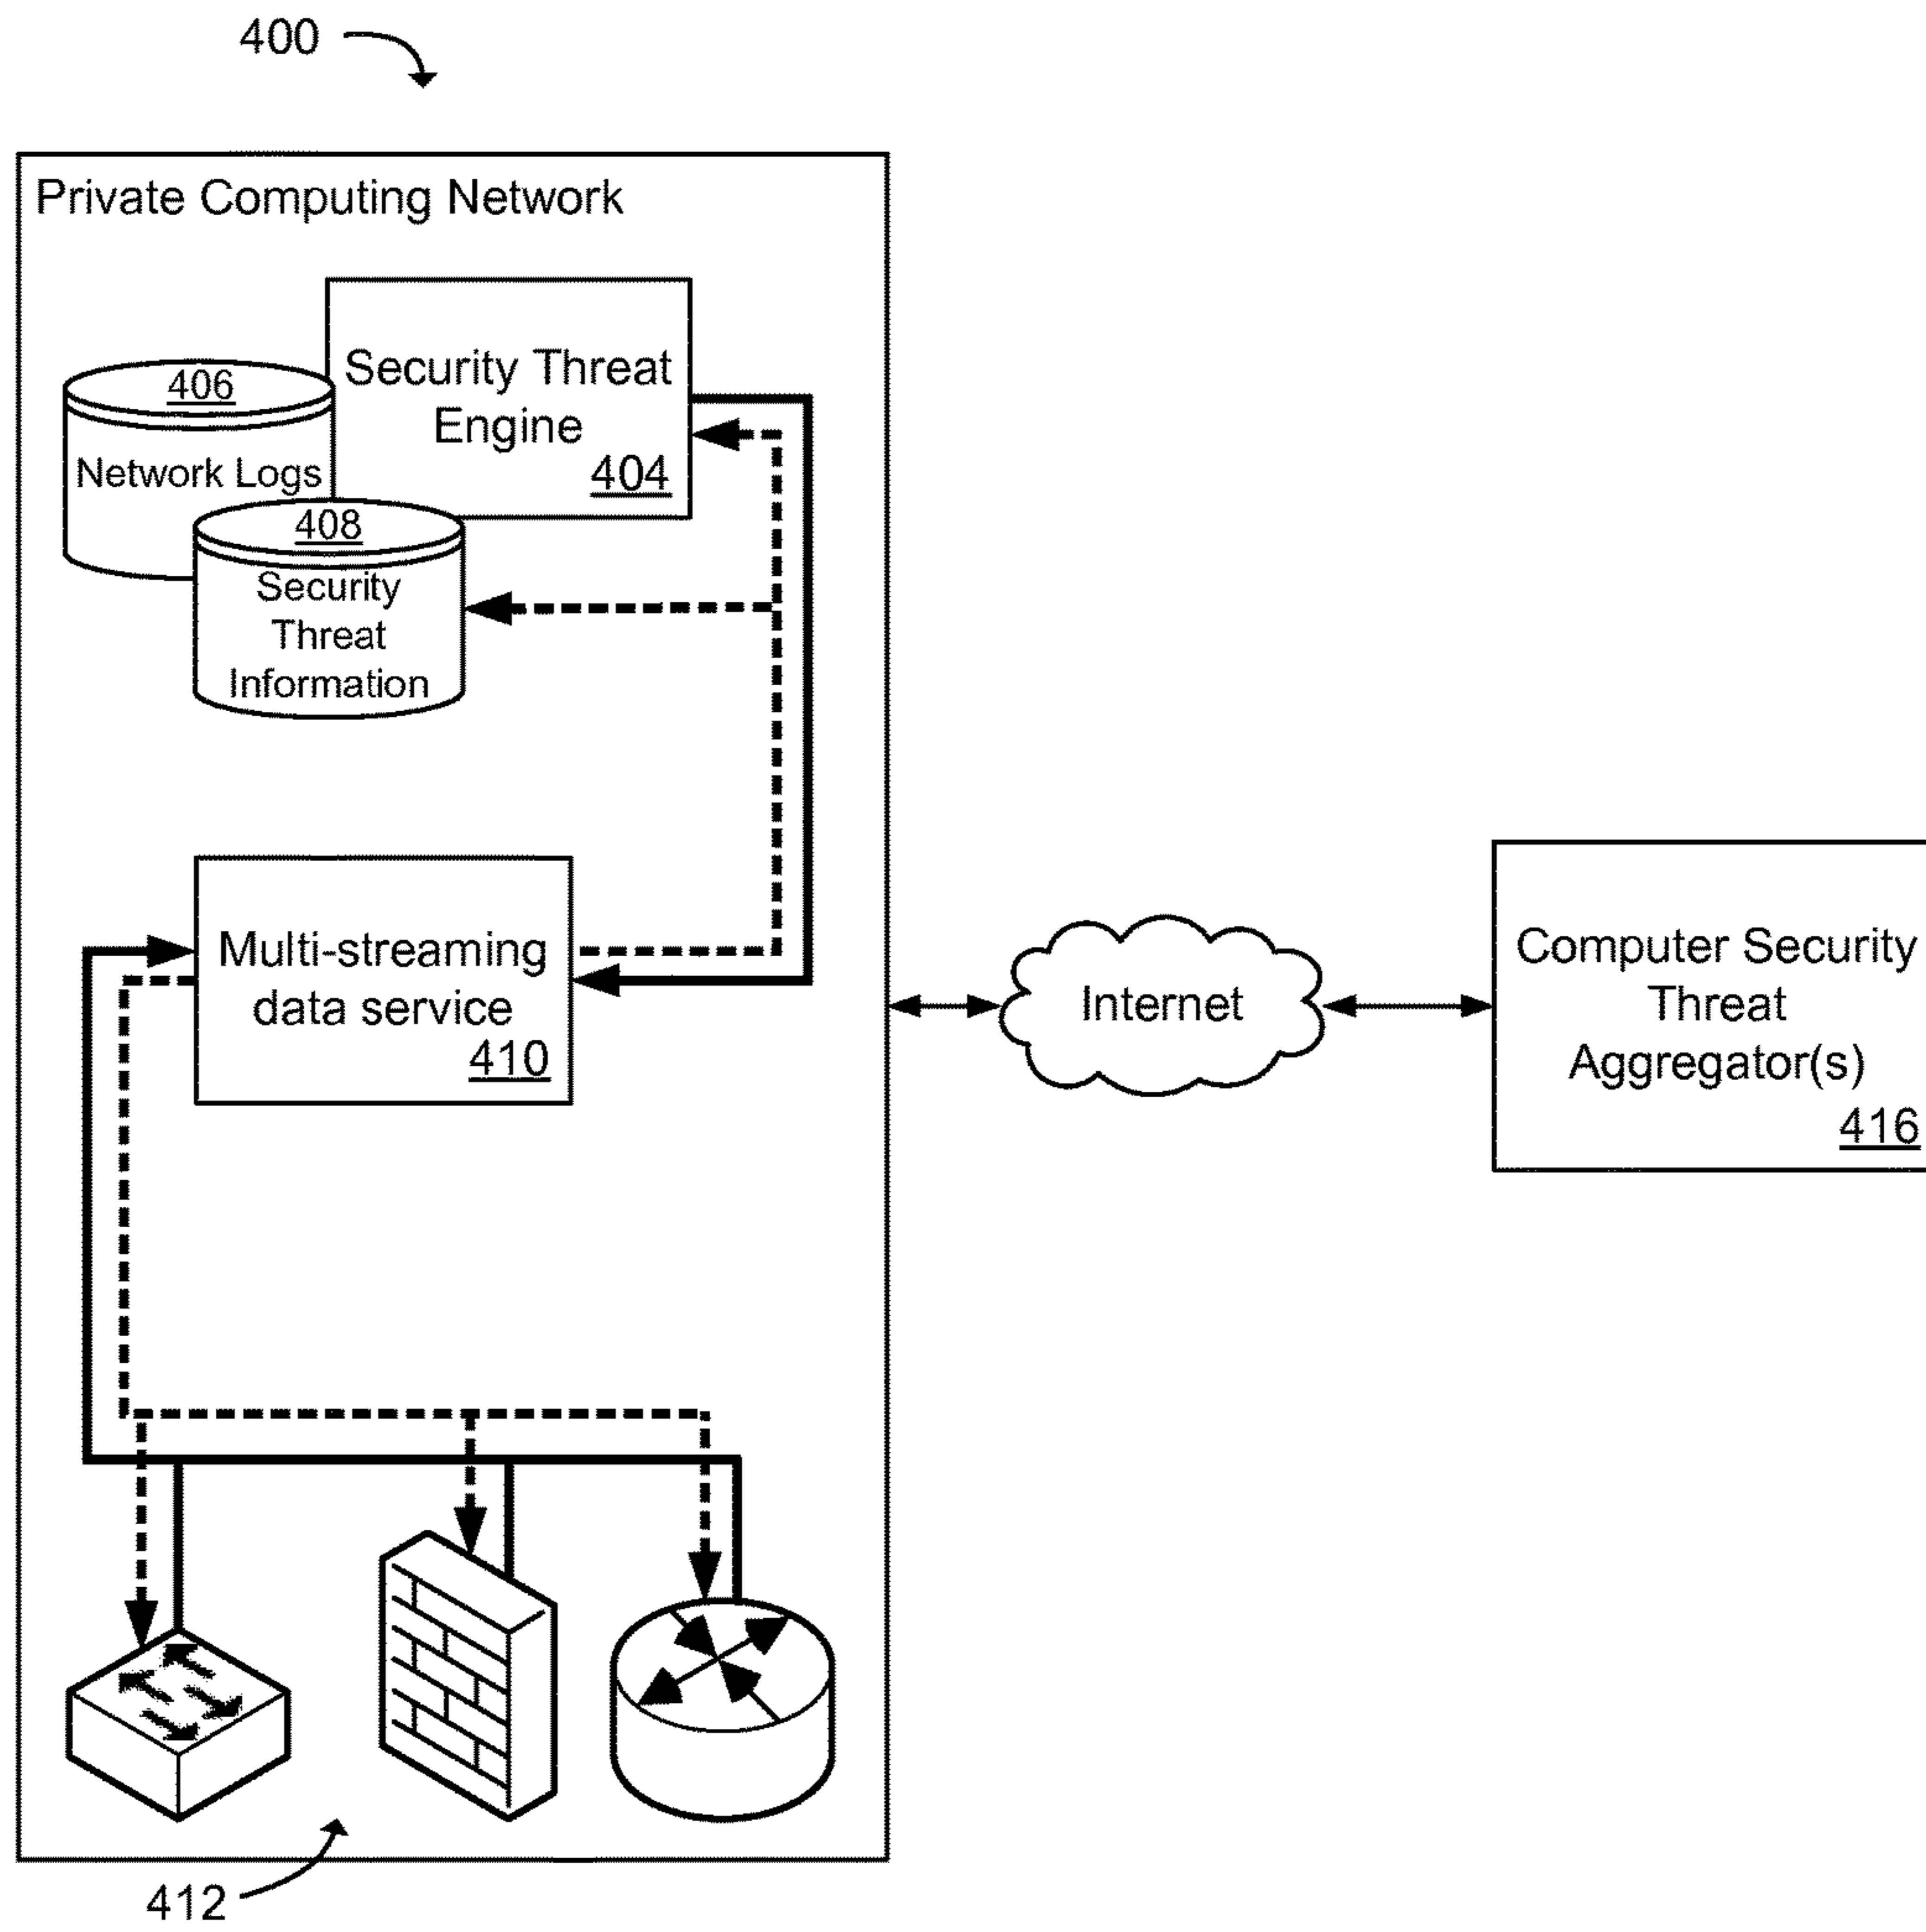 400
Private Computing Network
406
Network Logs
Security Threat
Engine
404
408
Security
Threat
Information
Multi-streaming
data service
410
Internet
Computer Security
Threat
Aggregator(s)
416
412